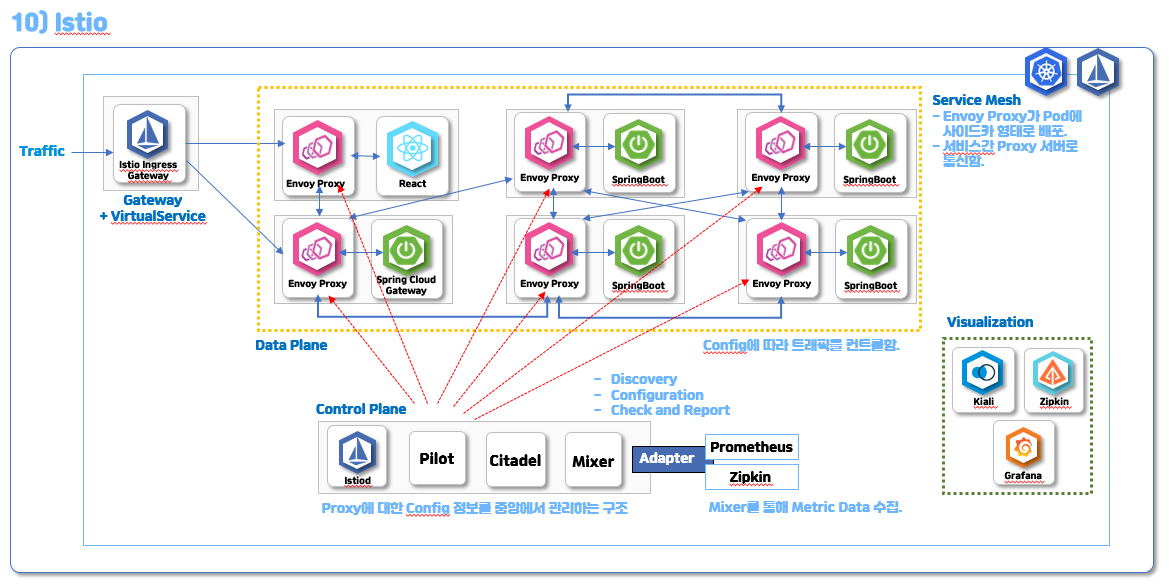 10) Istio
Traffic
Istio Ingress
Gateway
Gateway
+ VirtualService
Envoy Proxy
React
Envoy Proxy
SpringBoot
Envoy Proxy
SpringBoot
Envoy Proxy
Spring Cloud
Gateway
Envoy Proxy
SpringBoot
Envoy Proxy
SpringBoot
Service Mesh
- Envoy Proxy가 Pod에
사이드카 형태로 배포.
- 서비스간 Proxy 서버로
통신함.
Data Plane
Config에 따라 트래픽을 컨트롤함.
- Discovery
- Configuration
- Check and Report
Control Plane
Istiod
Pilot
Citadel
Mixer
Adapter
Prometheus
Zipkin
Proxy에 대한 Config 정보를 중앙에서 관리하는 구조
Mixer를 통해 Metric Data 수집.
Visualization
Kiali
Zipkin
Grafana